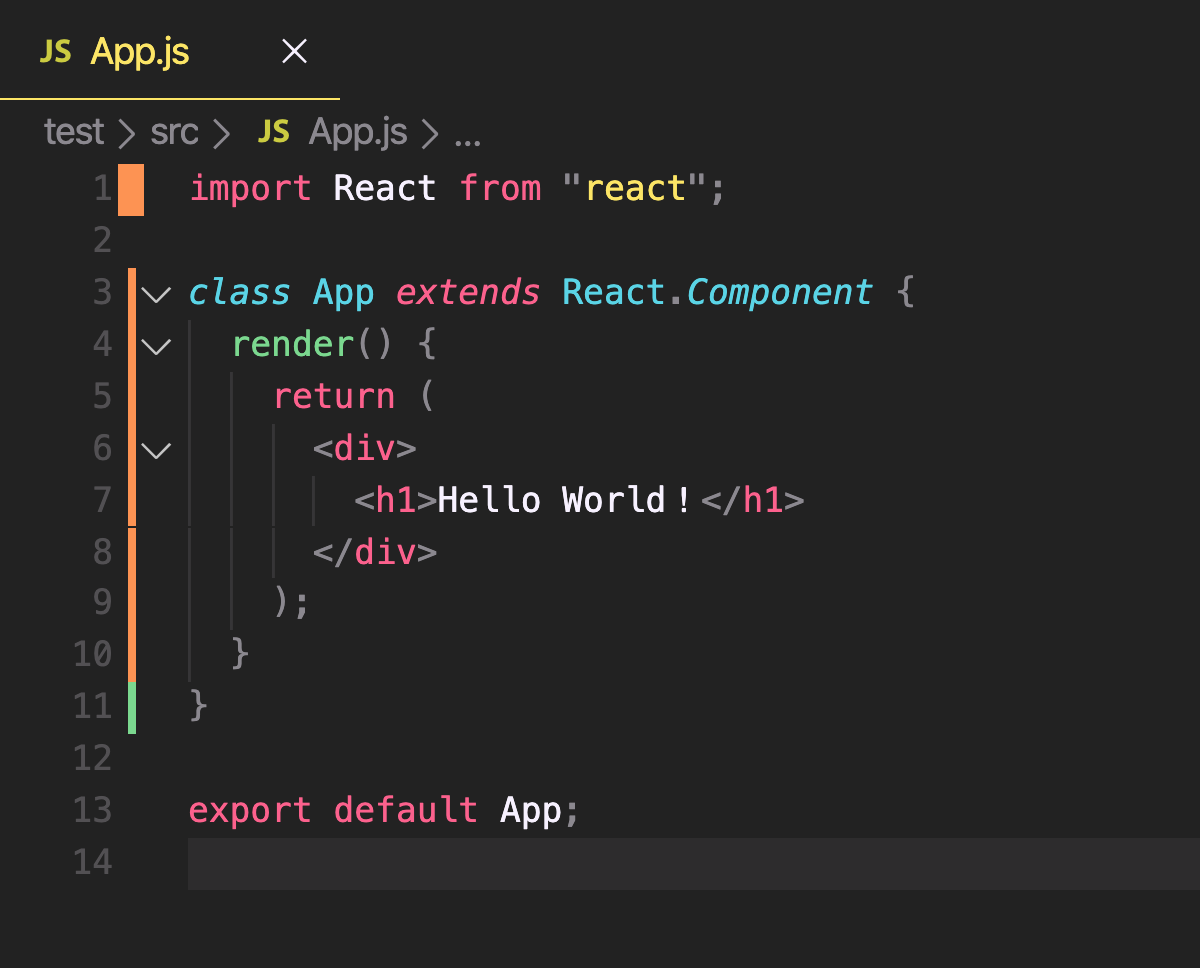 JS App.js
test > src > JS App.js > ...
1 import React from "react";
2
3 class App extends React.Component {
4   render() {
5     return (
6       <div>
7         <h1>Hello World!</h1>
8       </div>
9     );
10   }
11 }
12
13 export default App;
14